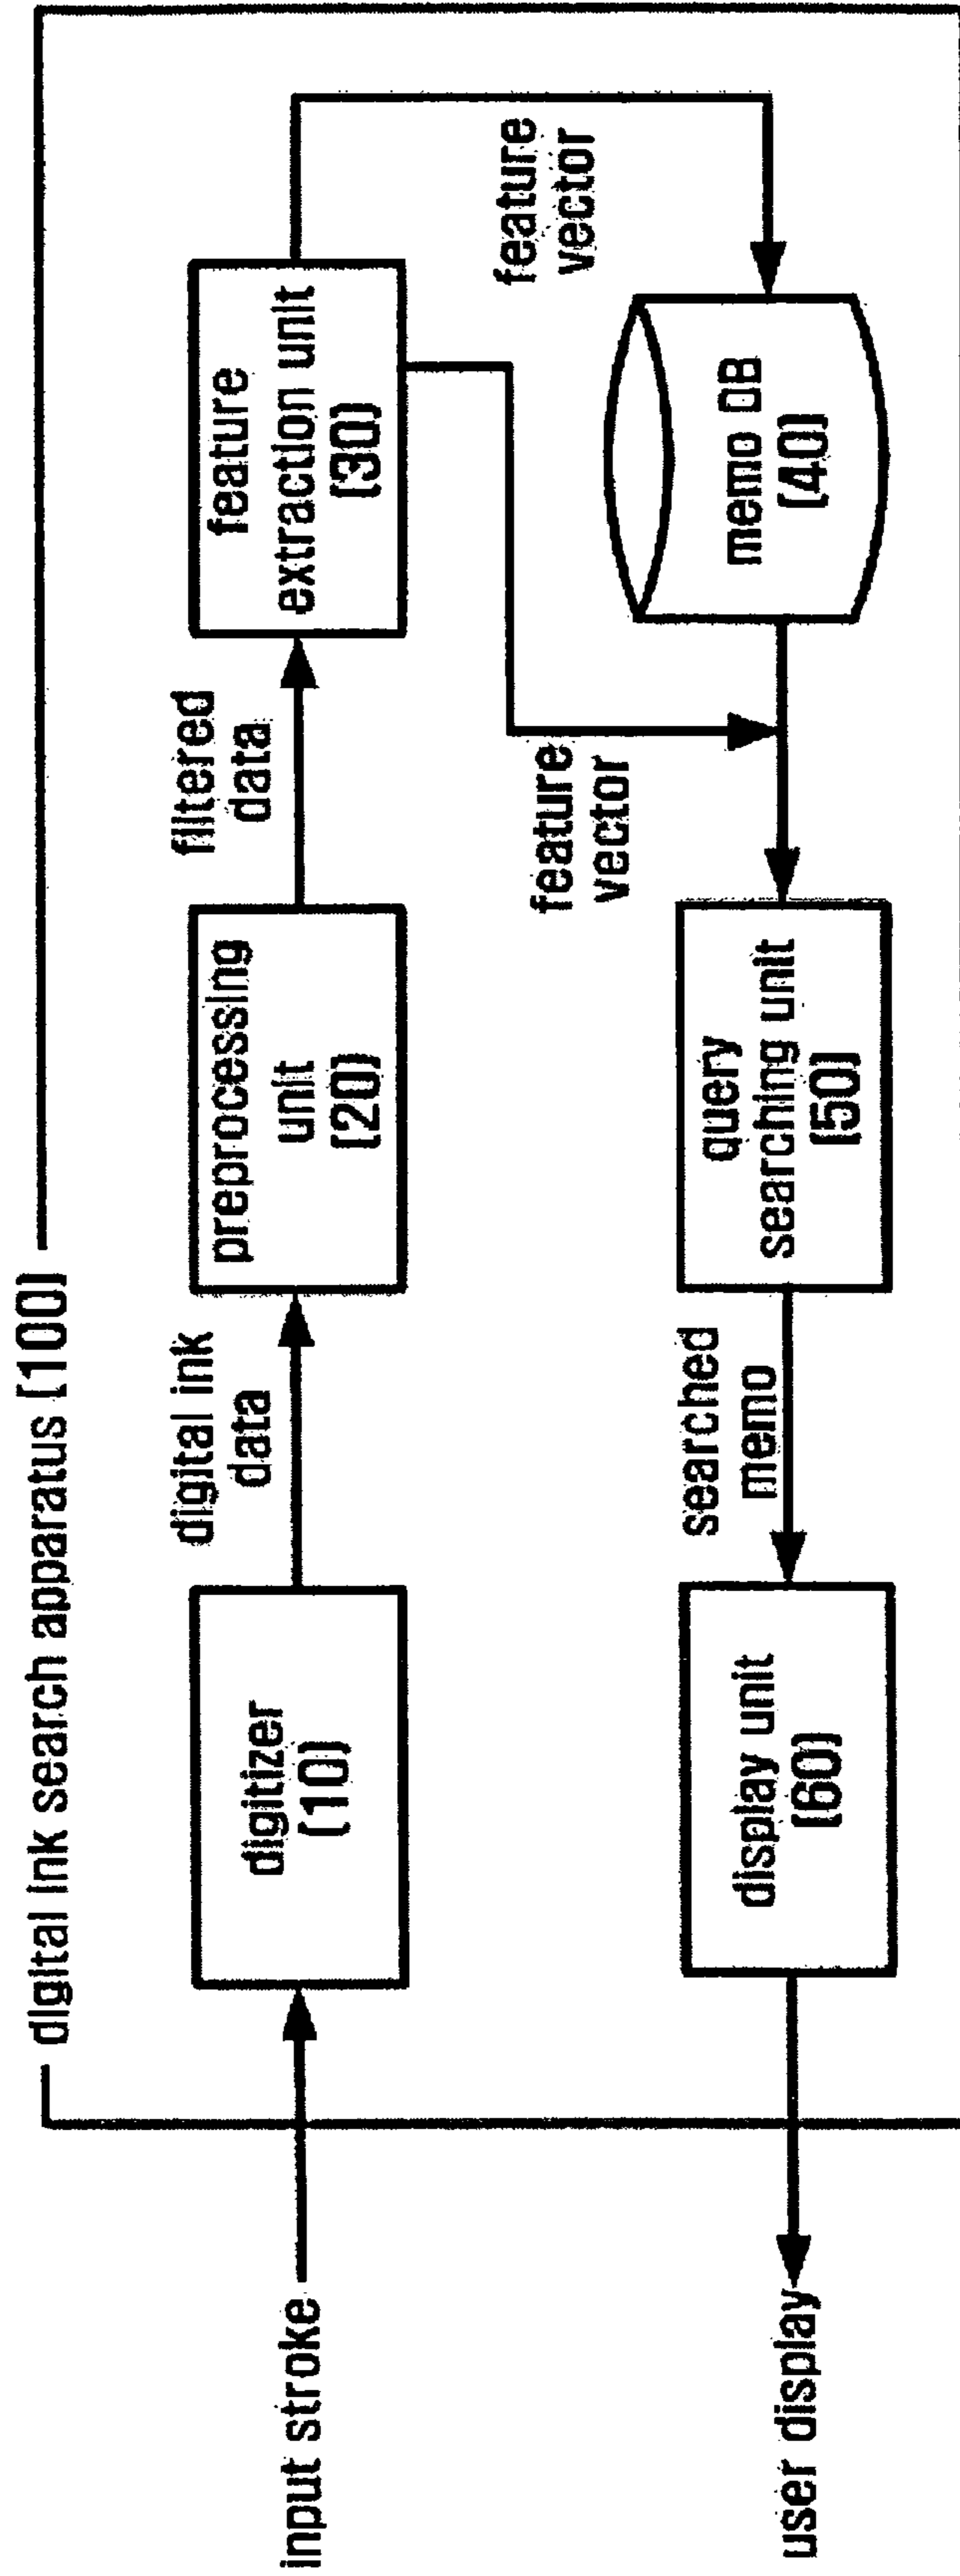 digital ink search apparatus (100)
input stroke
digitizer
(10)
digital ink
data
preprocessing
unit
(20)
filtered
data
feature
extraction unit
(30)
feature
vector
feature
vector
memo DB
(40)
query
searching unit
(50)
searched
memo
display unit
(60)
user display